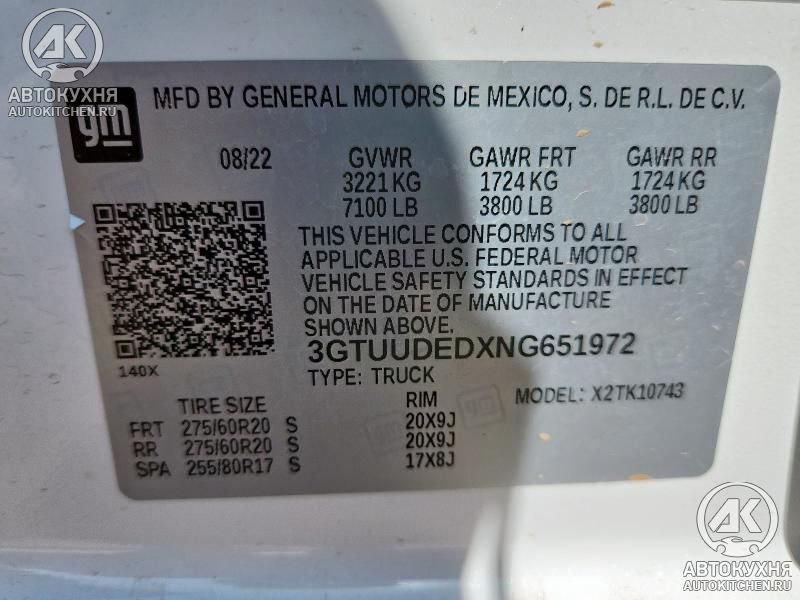 АВТОКУХНЯ
AUTOKITCHEN.RU
gm
MFD BY GENERAL MOTORS DE MEXICO, S. DE R.L. DE C.V.
08/22 GVWR GAWR FRT GAWR RR
3221 KG 1724 KG 1724 KG
7100 LB 3800 LB 3800 LB
THIS VEHICLE CONFORMS TO ALL
APPLICABLE U.S. FEDERAL MOTOR
VEHICLE SAFETY STANDARDS IN EFFECT
ON THE DATE OF MANUFACTURE
SHOWN ABOVE.
3GTUUDEDXNG651972
140X
TYPE: TRUCK
MODEL: X2TK10743
TIRE SIZE RIM
FRT 275/60R20 S 20X9J
RR 275/60R20 S 20X9J
SPA 255/80R17 S 17X8J
АВТОКУХНЯ
AUTOKITCHEN.RU